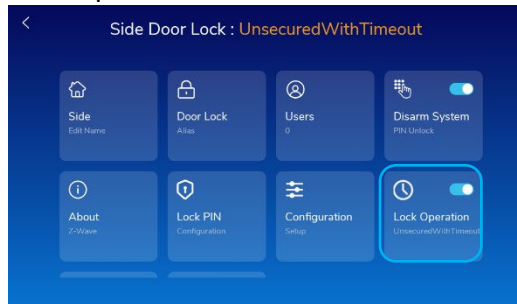 Side Door Lock : UnsecuredWithTimeout
Side
Edit Name
Door Lock
Alias
Users
0
Disarm System
PIN Unlock
About
Z-Wave
Lock PIN
Configuration
Configuration
Setup
Lock Operation
UnsecuredWithTimeout